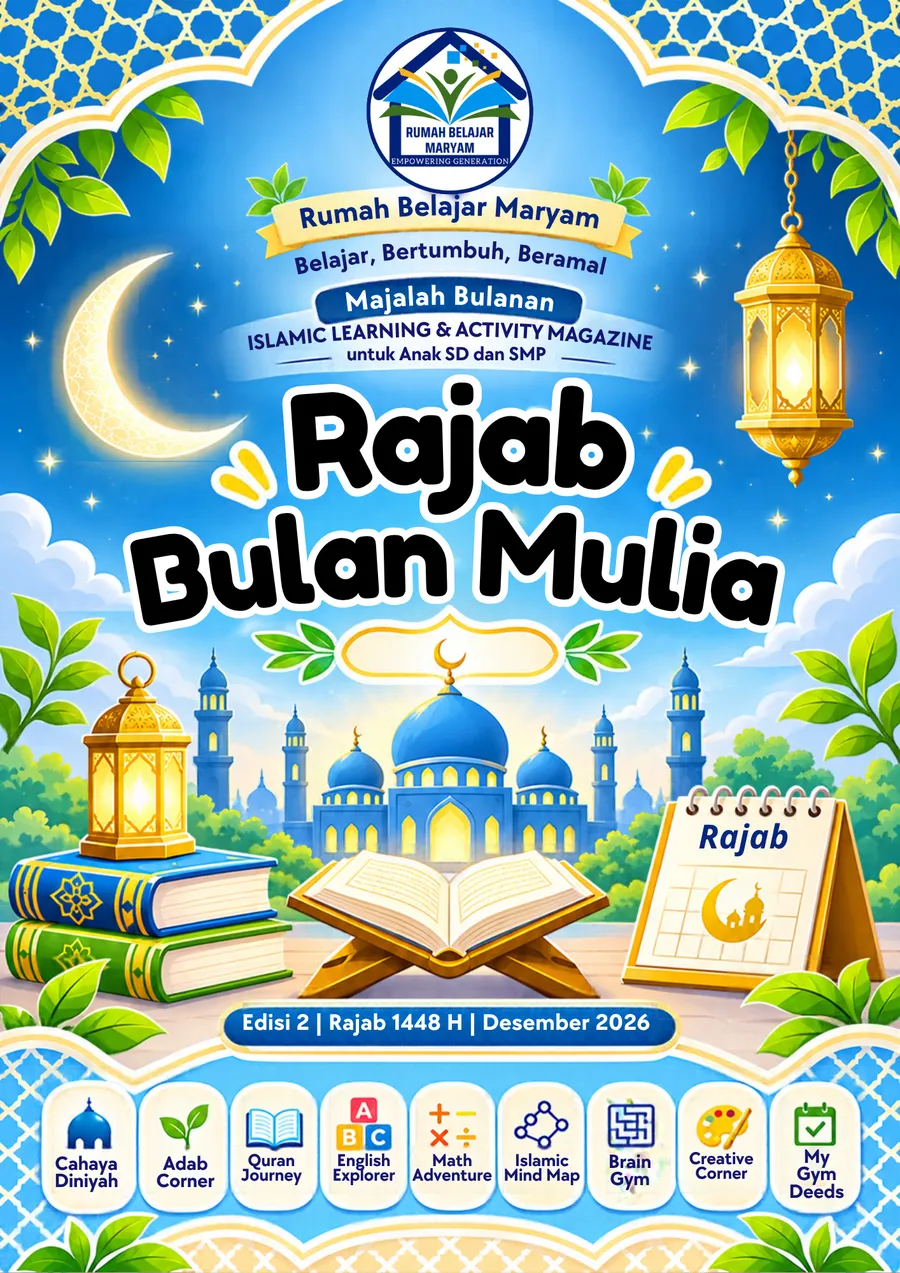 RUMAH BELAJAR
MARYAM
EMPOWERING GENERATION
Rumah Belajar Maryam
Belajar, Bertumbuh, Beramal
Majalah Bulanan
ISLAMIC LEARNING & ACTIVITY MAGAZINE
untuk Anak SD dan SMP
Rajab
Bulan Mulia
Rajab
Edisi 2 | Rajab 1448 H | Desember 2026
Cahaya
Diniyah
Adab
Corner
Quran
Journey
A
B C
English
Explorer
Math
Adventure
Islamic
Mind Map
Brain
Gym
Creative
Corner
My
Gym
Deeds